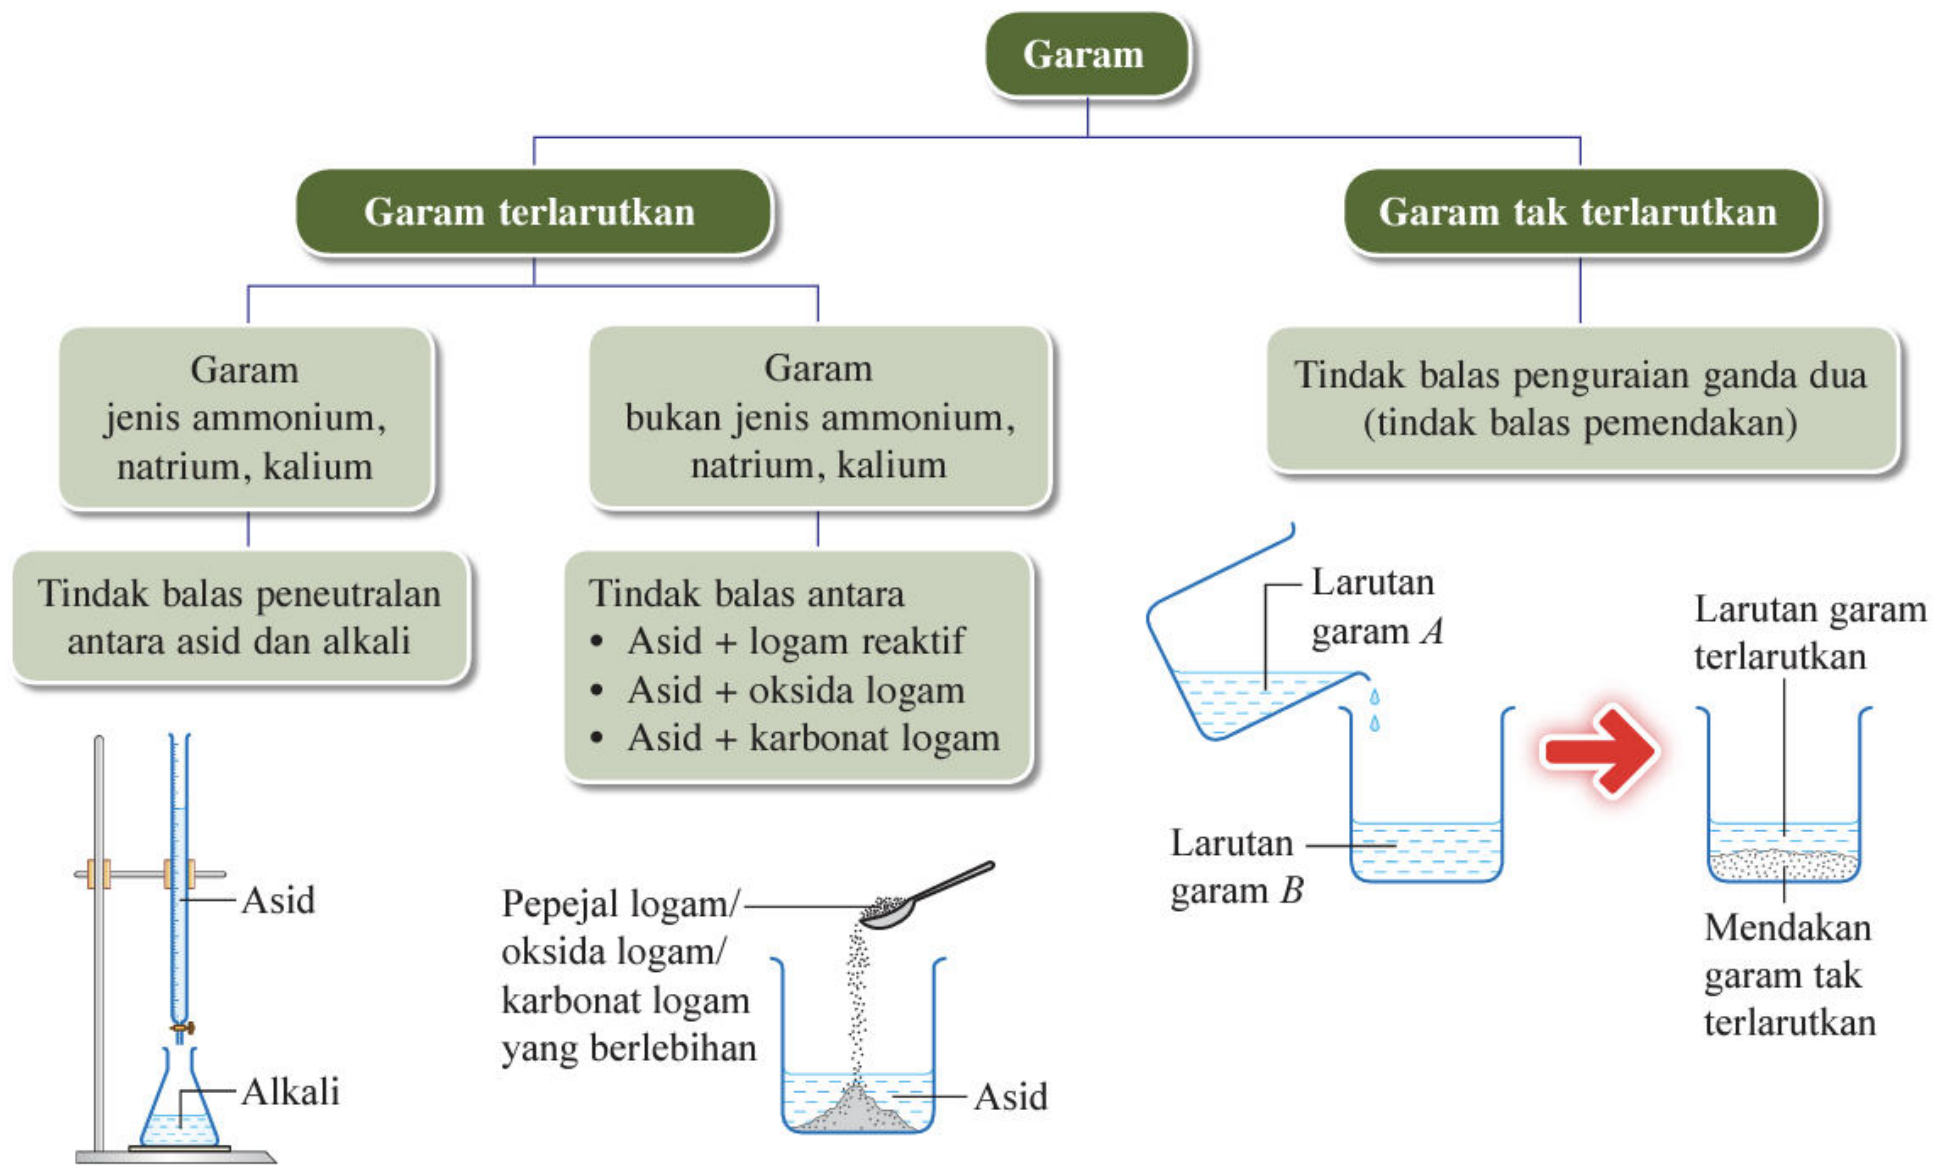 Garam
Garam terlarutkan
Garam tak terlarutkan
Garam
jenis ammonium,
natrium, kalium
Garam
bukan jenis ammonium,
natrium, kalium
Tindak balas penguraian ganda dua
(tindak balas pemendakan)
Tindak balas peneutralan
antara asid dan alkali
Tindak balas antara
• Asid + logam reaktif
• Asid + oksida logam
• Asid + karbonat logam
Asid
Alkali
Pepejal logam/
oksida logam/
karbonat logam
yang berlebihan
Asid
Larutan
garam A
Larutan
garam B
Larutan garam
terlarutkan
Mendakan
garam tak
terlarutkan